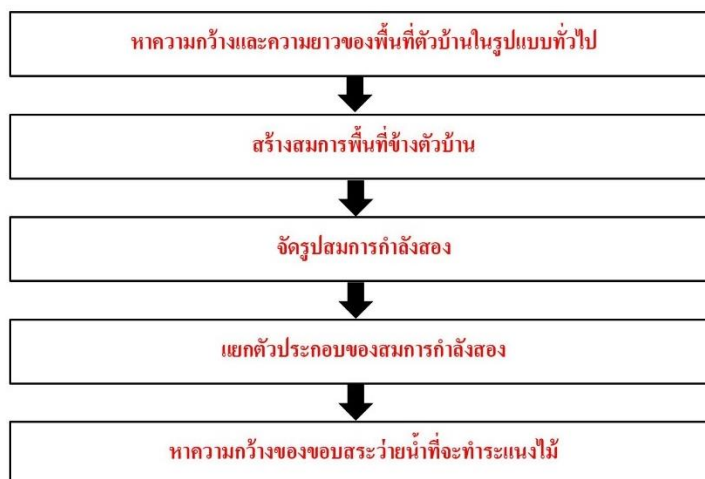 หาความกว้างและความยาวของพื้นที่ตัวบ้านในรูปแบบทั่วไป
สร้างสมการพื้นที่ข้างตัวบ้าน
จัดรูปสมการกำลังสอง
แยกตัวประกอบของสมการกำลังสอง
หาความกว้างของขอบสระว่ายน้ำที่จะทำระแนงไม้